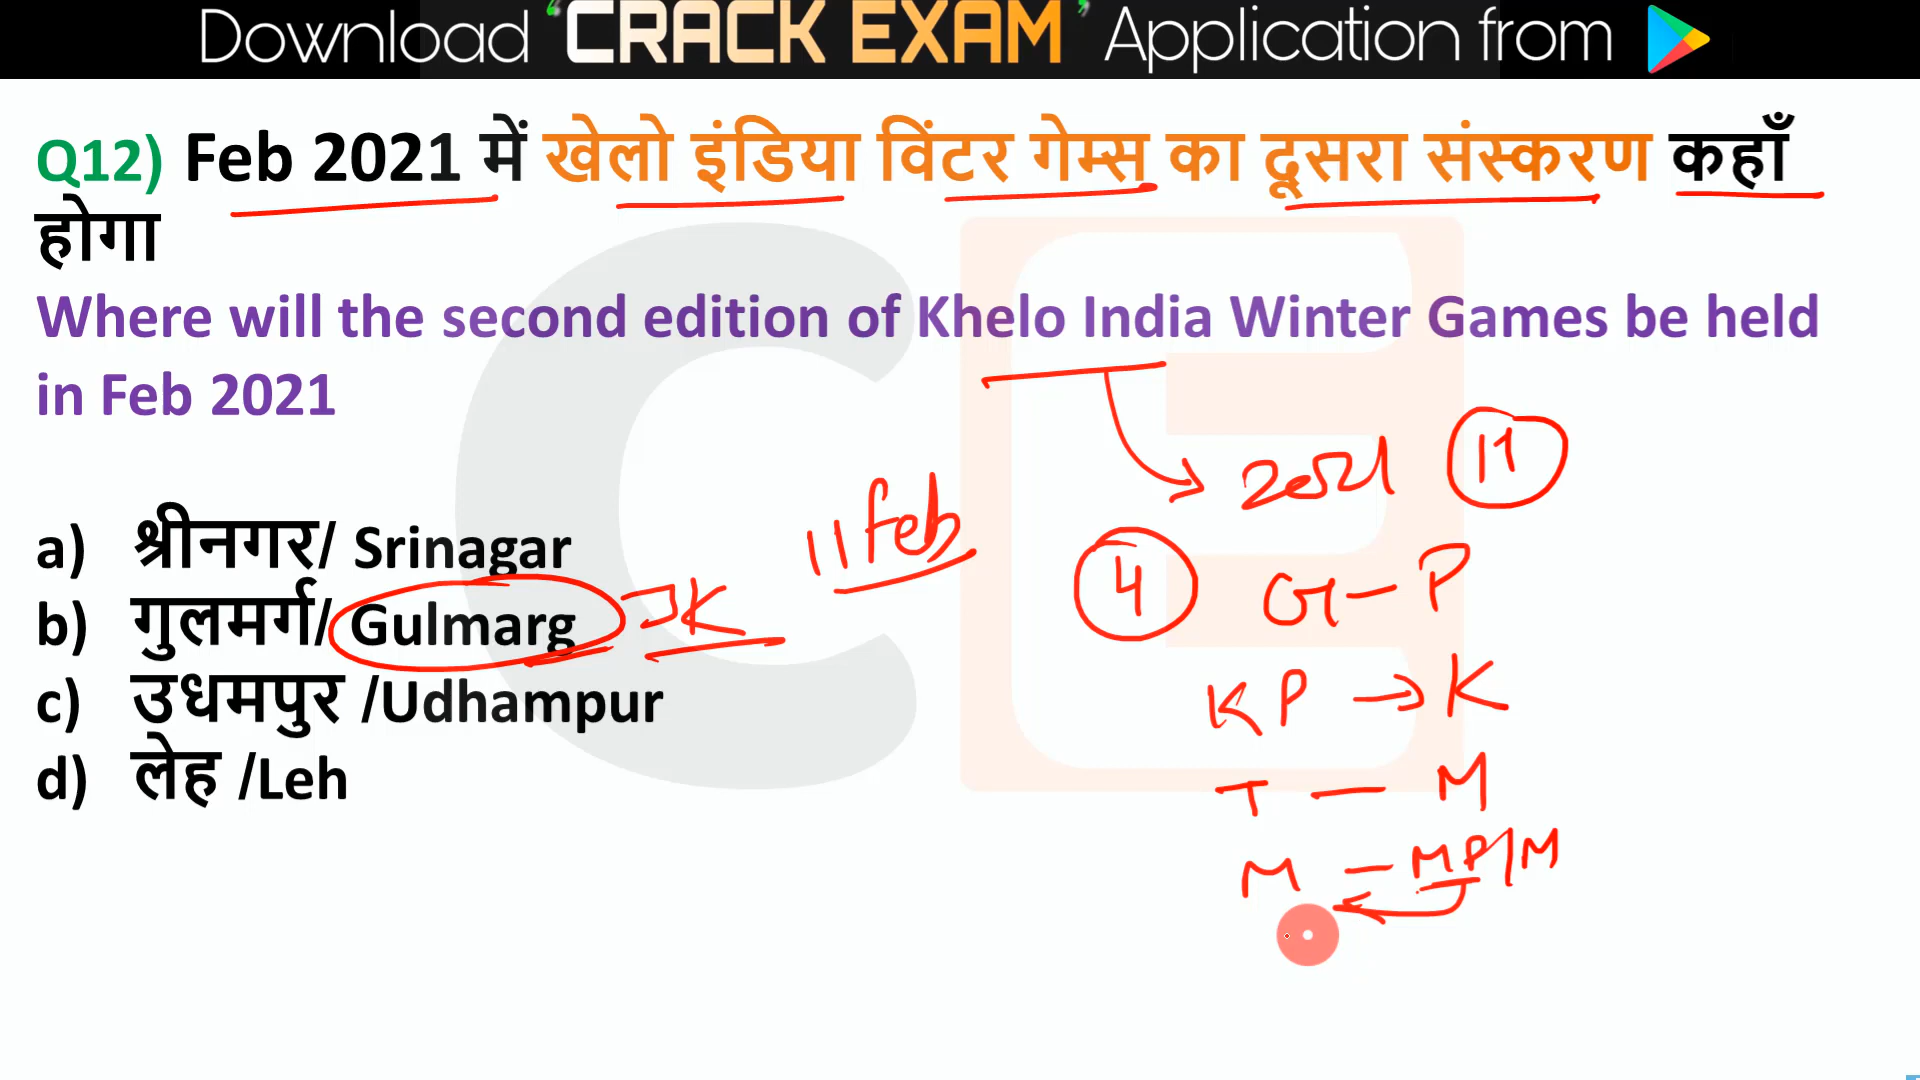 Download ‘CRACK EXAM’ Application from
Q12) Feb 2021 में खेलो इंडिया विंटर गेम्स का दूसरा संस्करण कहाँ
होगा
Where will the second edition of Khelo India Winter Games be held
in Feb 2021
2021 11
a) श्रीनगर/ Srinagar 11 Feb
4 G – P
b) गुलमर्ग/ Gulmarg → JK
c) उधमपुर /Udhampur
KP → K
d) लेह /Leh
T — M
M – MP/M